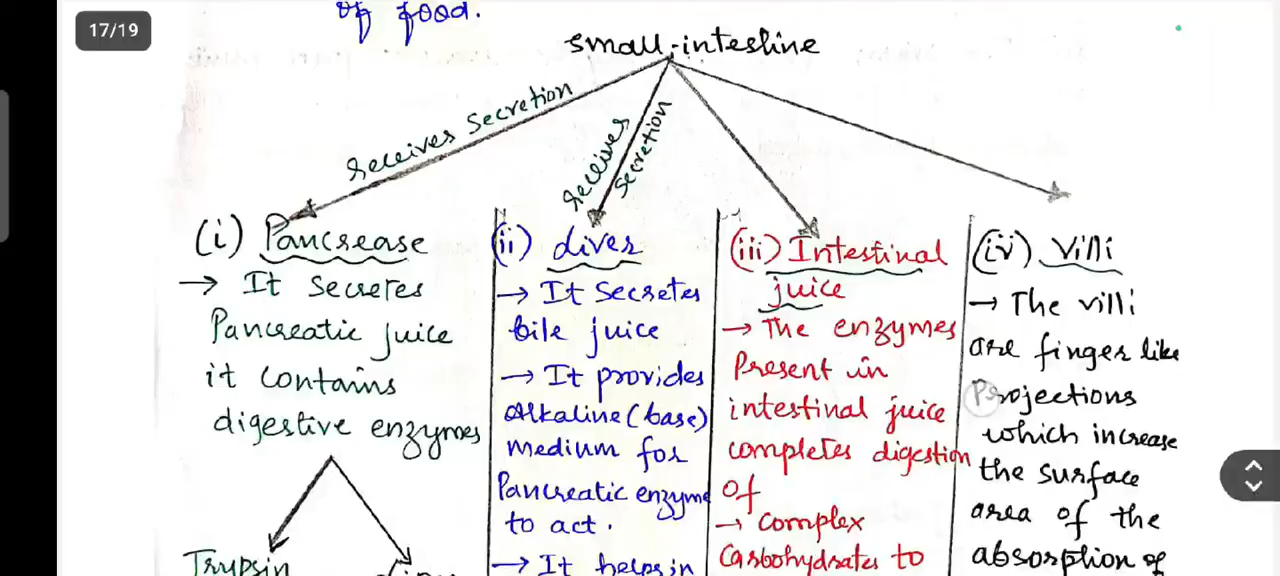 17/19
of food.
small-intestine
receives secretion
receives
secretion
(i) Pancrease
→ It secretes
Pancreatic juice
it contains
digestive enzymes
Trypsin
(ii) Liver
→ It Secretes
bile juice
→ It provides
Alkaline (base)
medium for
Pancreatic enzyme
to act.
→ It helps in
(iii) Intestinal
juice
→ The enzymes
Present in
intestinal juice
completes digestion
of
→ complex
Carbohydrates to
(iv) Villi
→ The villi
are finger like
Projections
which increase
the surface
area of the
absorption of